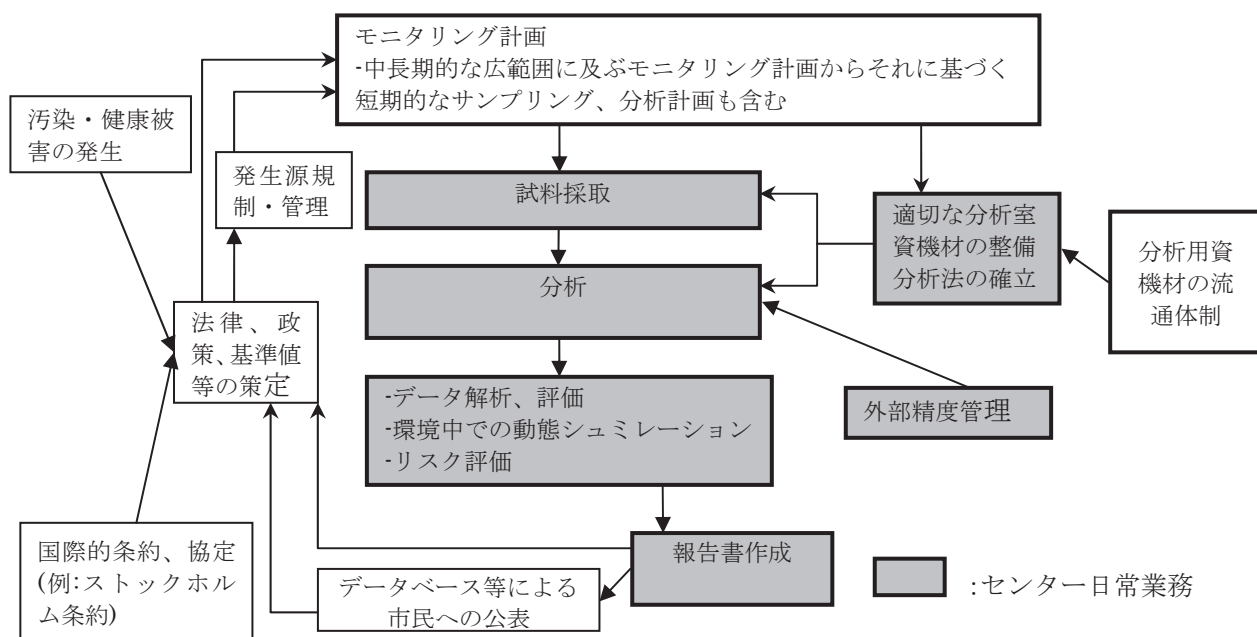 モニタリング計画
-中長期的な広範囲に及ぶモニタリング計画からそれに基づく
短期的なサンプリング、分析計画も含む
汚染・健康被
害の発生
発生源規
制・管理
試料採取
適切な分析室
資機材の整備
分析法の確立
分析用資
機材の流
通体制
分析
法律、政
策、基準値
等の策定
-データ解析、評価
-環境中での動態シュミレーション
-リスク評価
外部精度管理
国際的条約、協定
(例:ストックホル
ム条約)
報告書作成
データベース等による
市民への公表
:センター日常業務